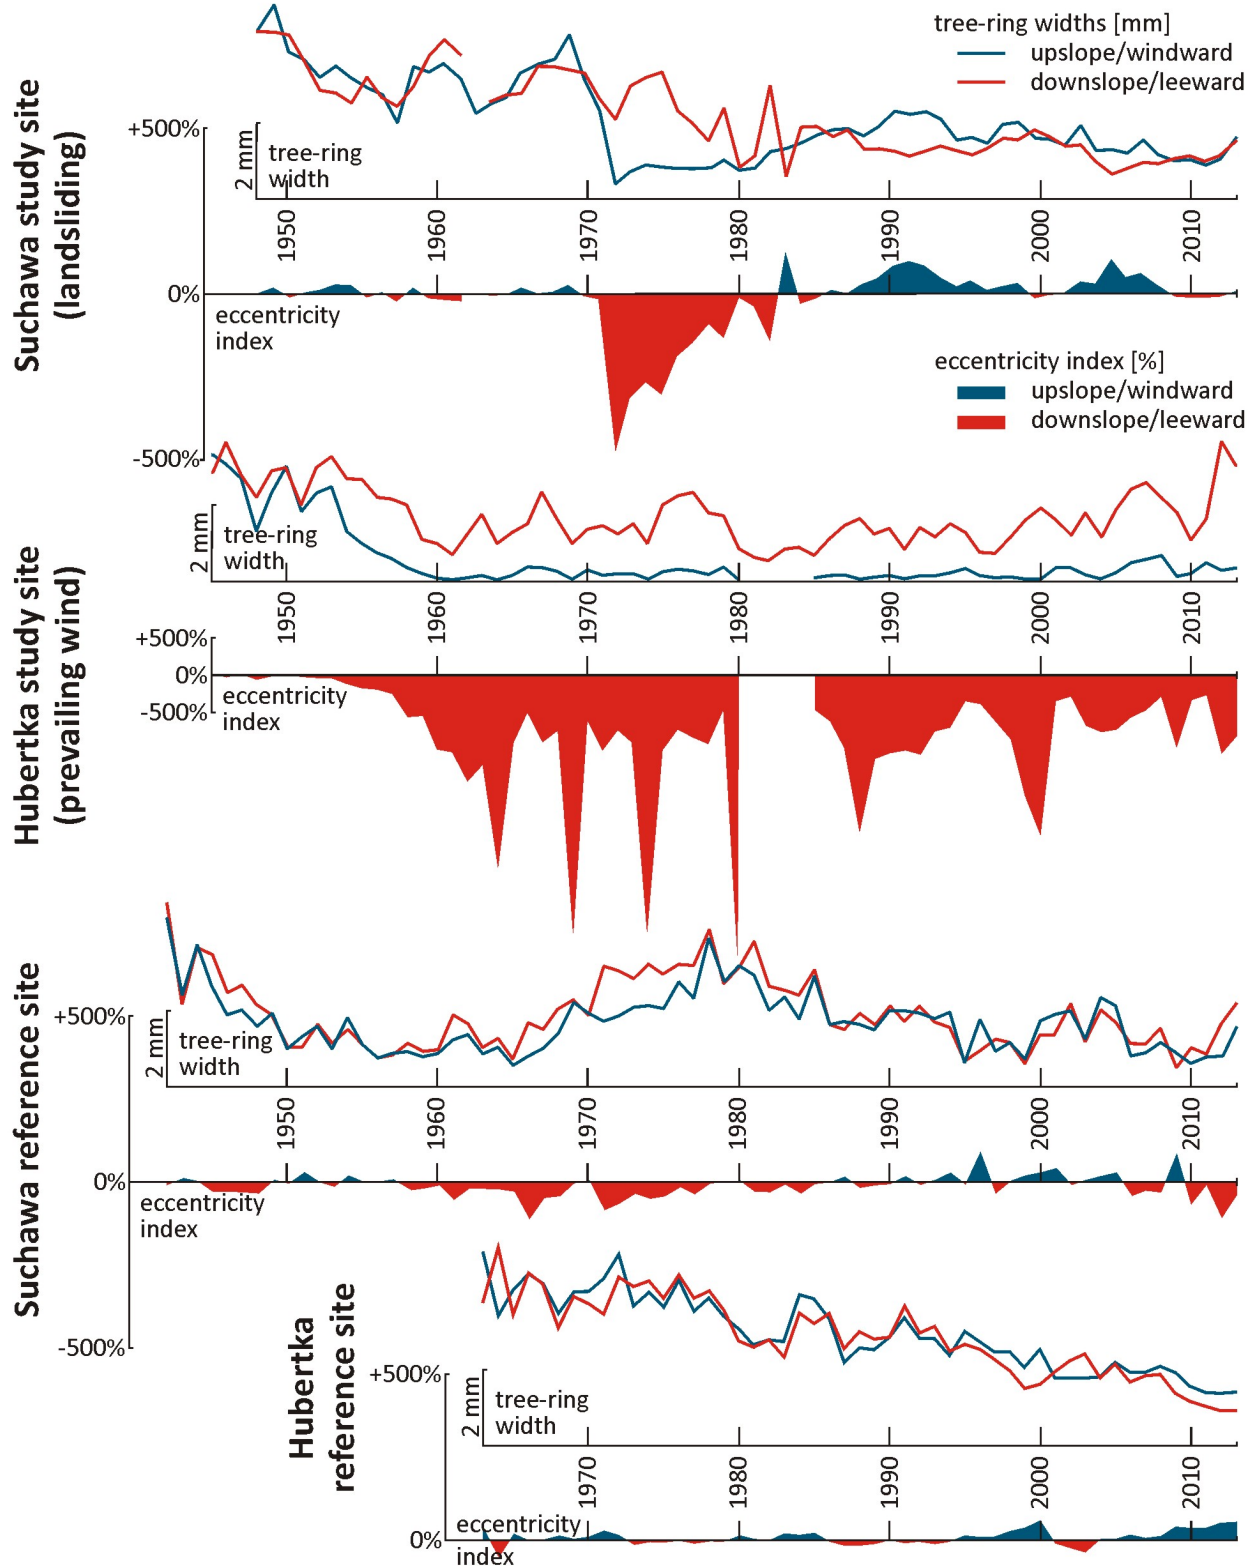 tree-ring widths [mm]
upslope/windward
downslope/leeward
Suchawa study site
(landsliding)
+500%
2 mm
tree-ring
width
1950
1960
1970
1980
1990
2000
2010
0%
eccentricity
index
eccentricity index [%]
upslope/windward
downslope/leeward
-500%
Hubertka study site
(prevailing wind)
2 mm
tree-ring
width
1950
1960
1970
1980
1990
2000
2010
+500%
0%
-500%
eccentricity
index
Suchawa reference site
+500%
2 mm
tree-ring
width
1950
1960
1970
1980
1990
2000
2010
0%
eccentricity
index
-500%
Hubertka
reference site
+500%
2 mm
tree-ring
width
1970
1980
1990
2000
2010
0%
eccentricity
index